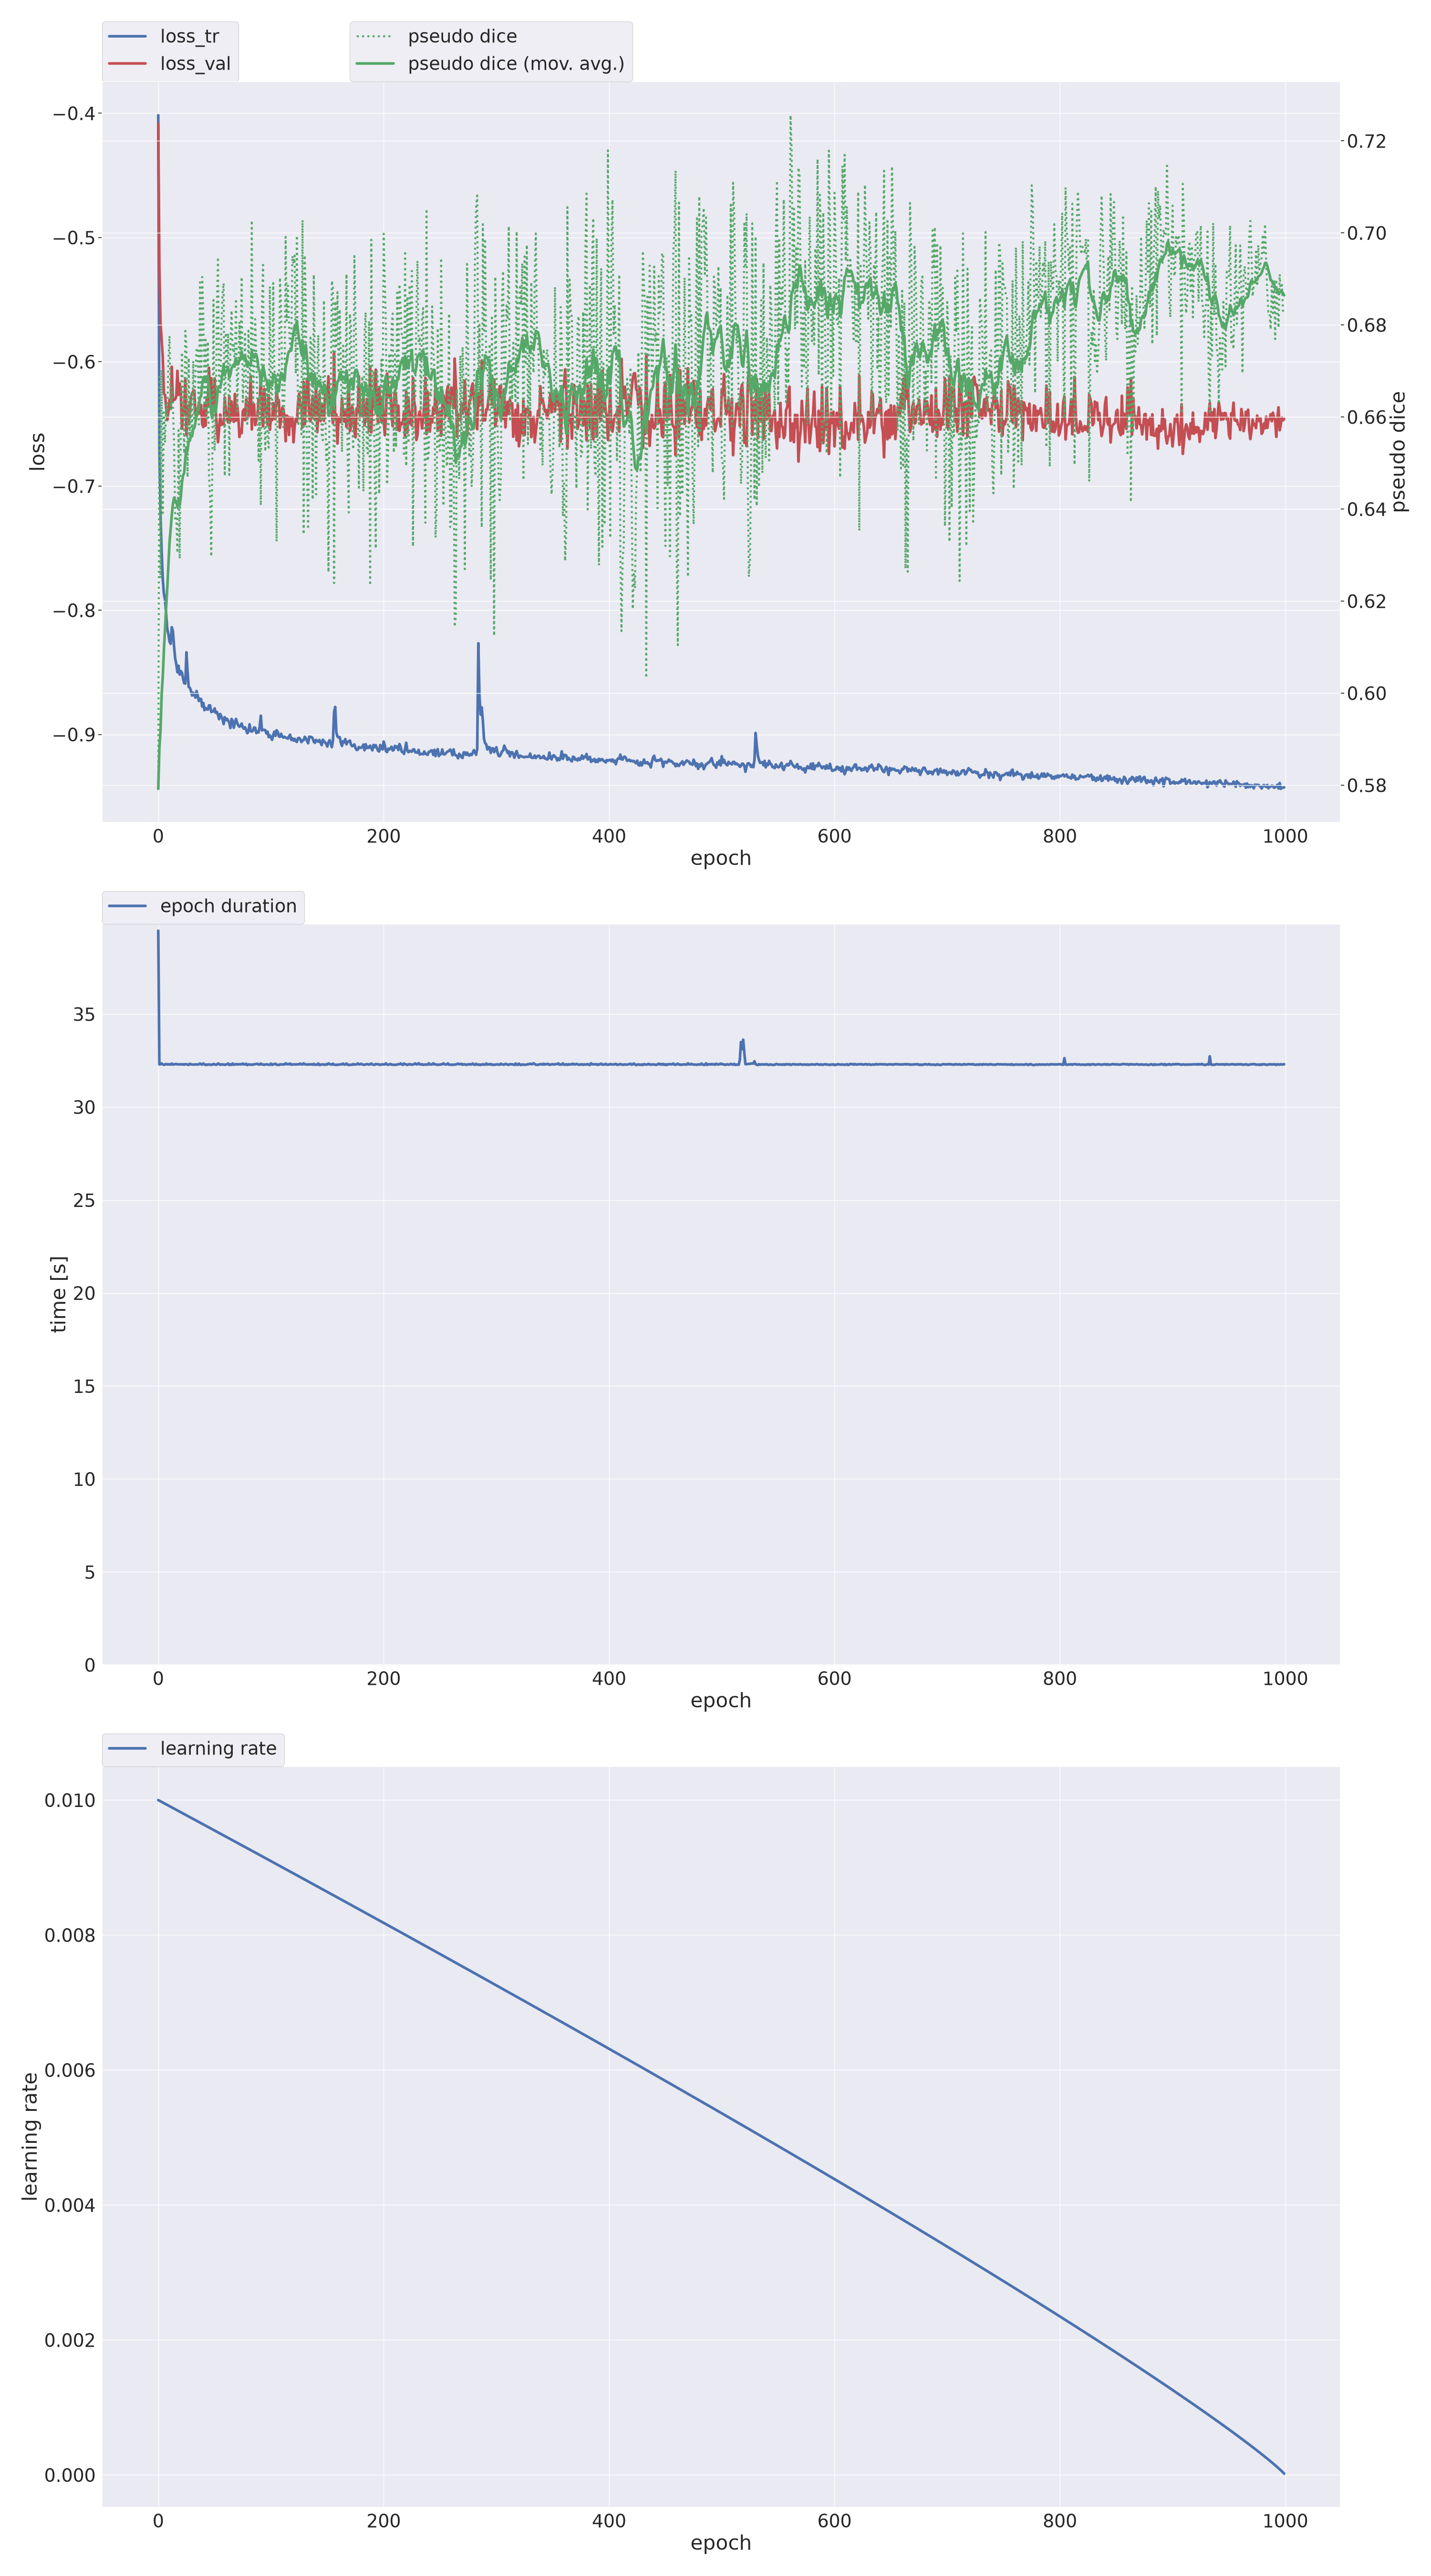 loss_tr
loss_val
pseudo dice
pseudo dice (mov. avg.)
−0.4
−0.5
−0.6
−0.7
−0.8
−0.9
loss
0.72
0.70
0.68
0.66
0.64
0.62
0.60
0.58
pseudo dice
0 200 400 600 800 1000
epoch
epoch duration
35
30
25
20
15
10
5
0
time [s]
0 200 400 600 800 1000
epoch
learning rate
0.010
0.008
0.006
0.004
0.002
0.000
learning rate
0 200 400 600 800 1000
epoch